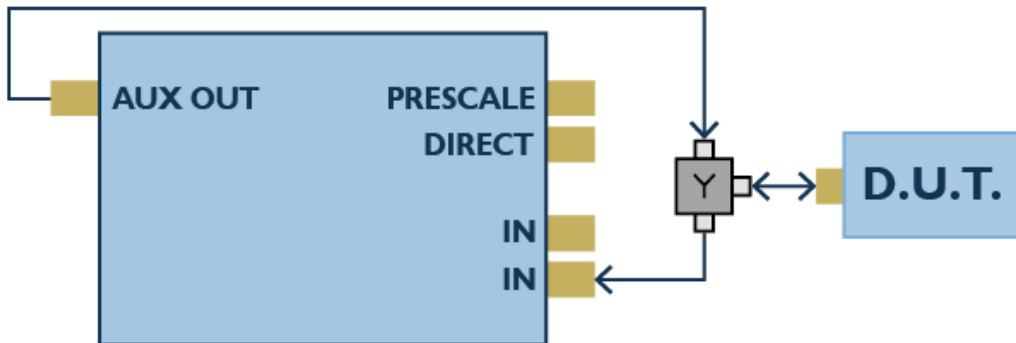 AUX OUT
PRESCALE
DIRECT
Y
D.U.T.
IN
IN